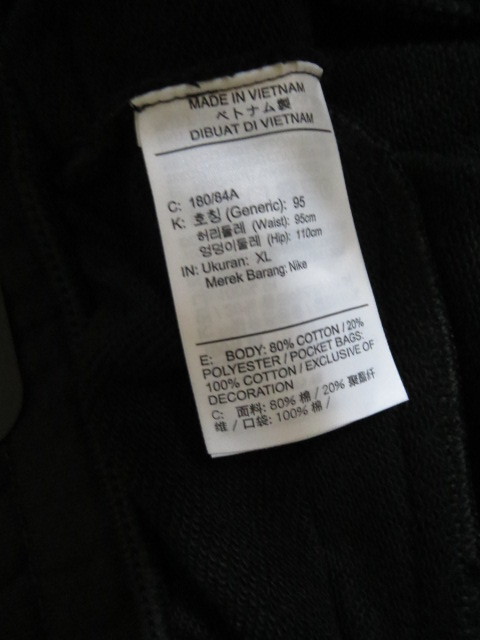 MADE IN VIETNAM
ベトナム製
DIBUAT DI VIETNAM
C: 180/84A
K: 호칭 (Generic): 95
허리둘레 (Waist): 95cm
엉덩이둘레 (Hip): 110cm
IN: Ukuran: XL
Merek Barang: Nike
E: BODY: 80% COTTON / 20%
POLYESTER / POCKET BAGS:
100% COTTON / EXCLUSIVE OF
DECORATION
C: 面料: 80% 棉 / 20% 聚酯纤
维 / 口袋: 100% 棉 /